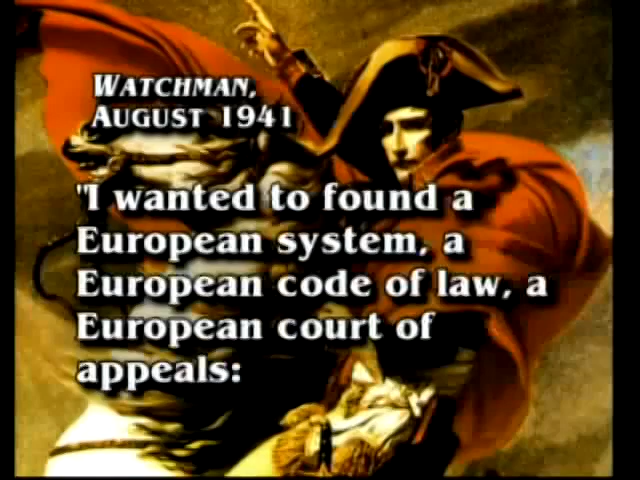 WATCHMAN,
AUGUST 1941
"I wanted to found a
European system, a
European code of law, a
European court of
appeals: